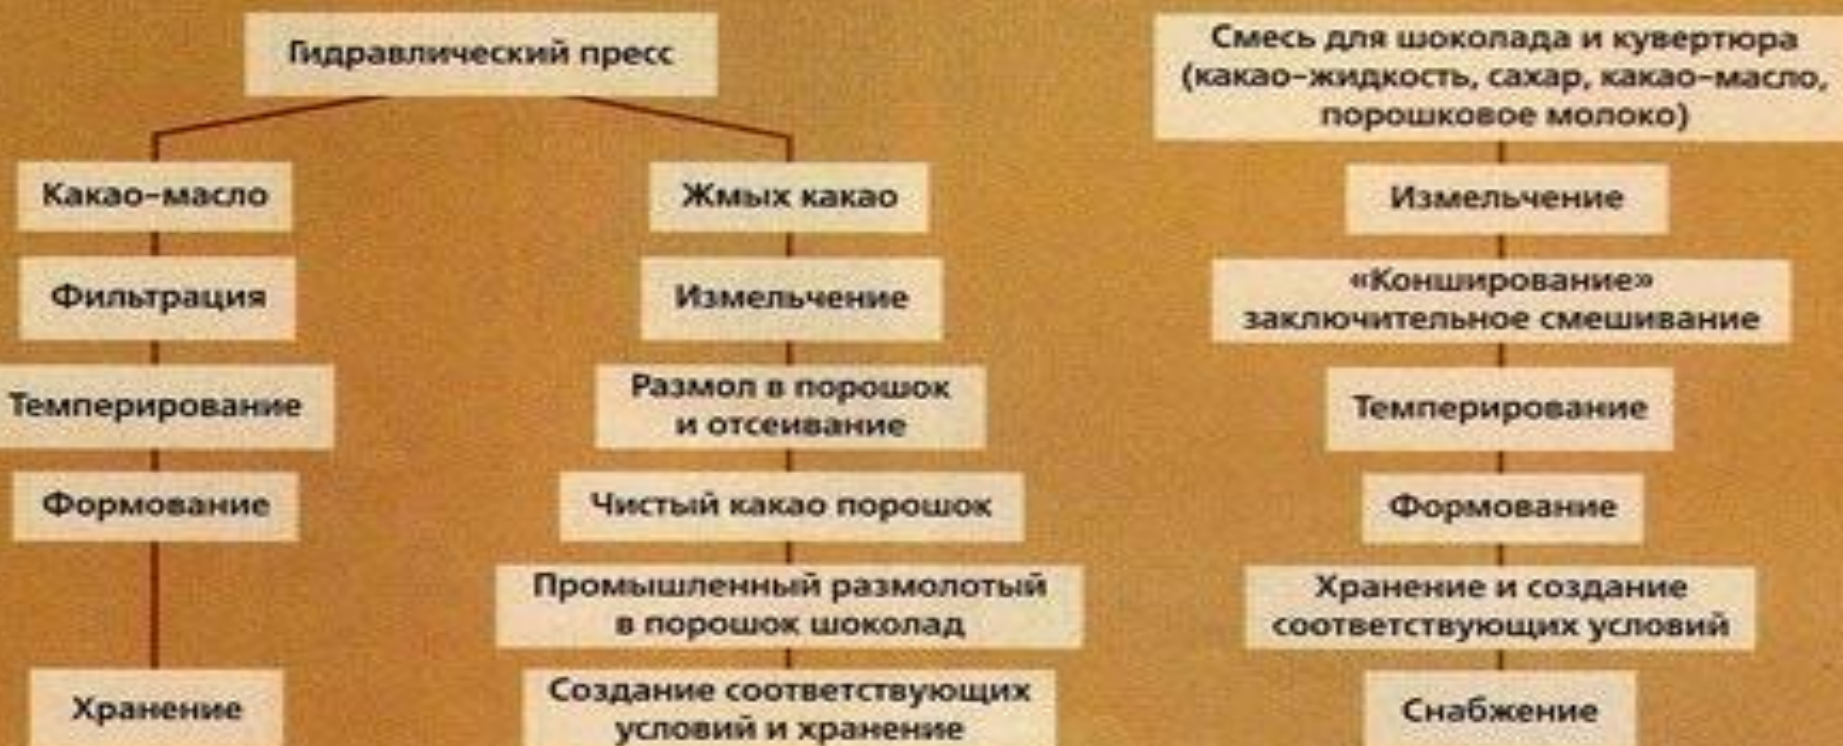 Гидравлический пресс
Какао-масло
Фильтрация
Темперирование
Формование
Хранение
Жмых какао
Измельчение
Размол в порошок
и отсеивание
Чистый какао порошок
Промышленный размолотый
в порошок шоколад
Создание соответствующих
условий и хранение
Смесь для шоколада и кувертюра
(какао-жидкость, сахар, какао-масло,
порошковое молоко)
Измельчение
«Конширование»
заключительное смешивание
Темперирование
Формование
Хранение и создание
соответствующих условий
Снабжение